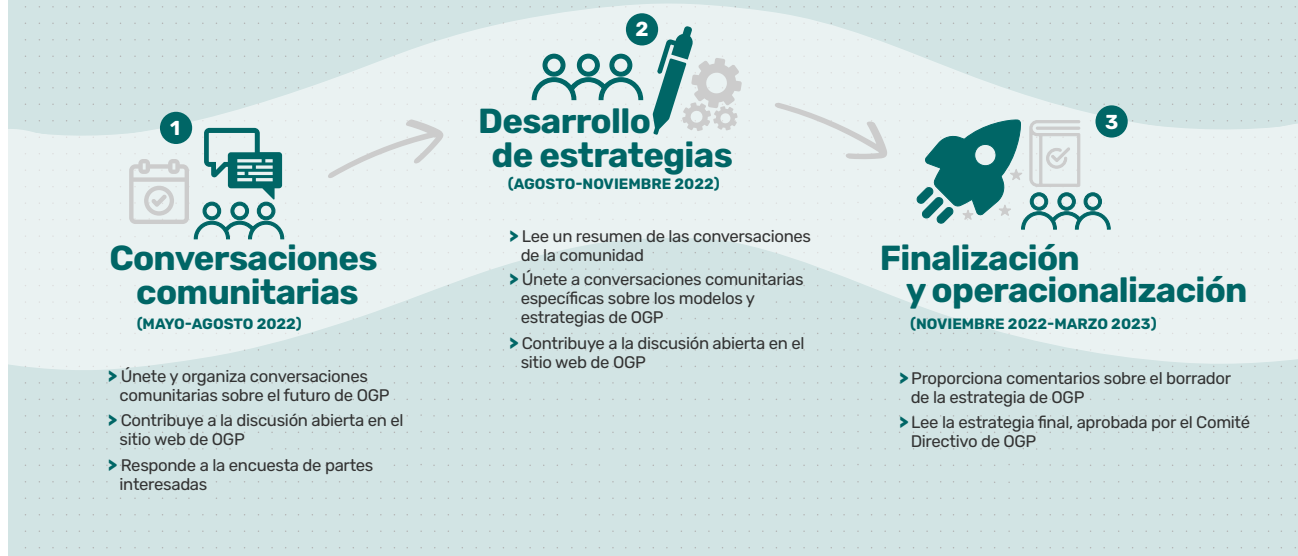 1
Conversaciones
comunitarias
(MAYO-AGOSTO 2022)
> Únete y organiza conversaciones
comunitarias sobre el futuro de OGP
> Contribuye a la discusión abierta en el
sitio web de OGP
> Responde a la encuesta de partes
interesadas
2
Desarrollo
de estrategias
(AGOSTO-NOVIEMBRE 2022)
> Lee un resumen de las conversaciones
de la comunidad
> Únete a conversaciones comunitarias
específicas sobre los modelos y
estrategias de OGP
> Contribuye a la discusión abierta en el
sitio web de OGP
3
Finalización
y operacionalización
(NOVIEMBRE 2022-MARZO 2023)
> Proporciona comentarios sobre el borrador
de la estrategia de OGP
> Lee la estrategia final, aprobada por el Comité
Directivo de OGP